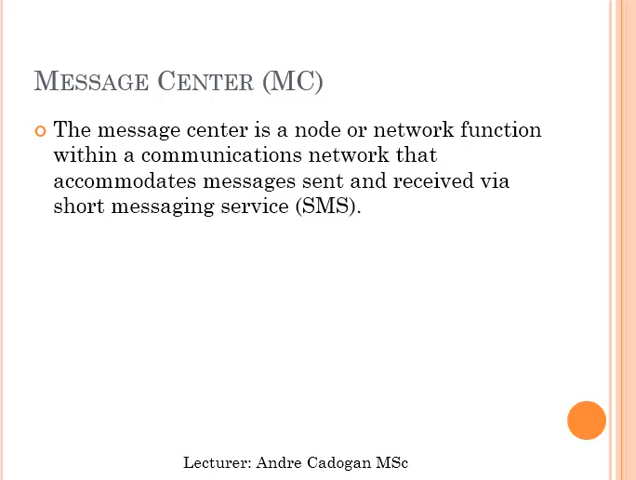 MESSAGE CENTER (MC)
The message center is a node or network function
within a communications network that
accommodates messages sent and received via
short messaging service (SMS).
Lecturer: Andre Cadogan MSc